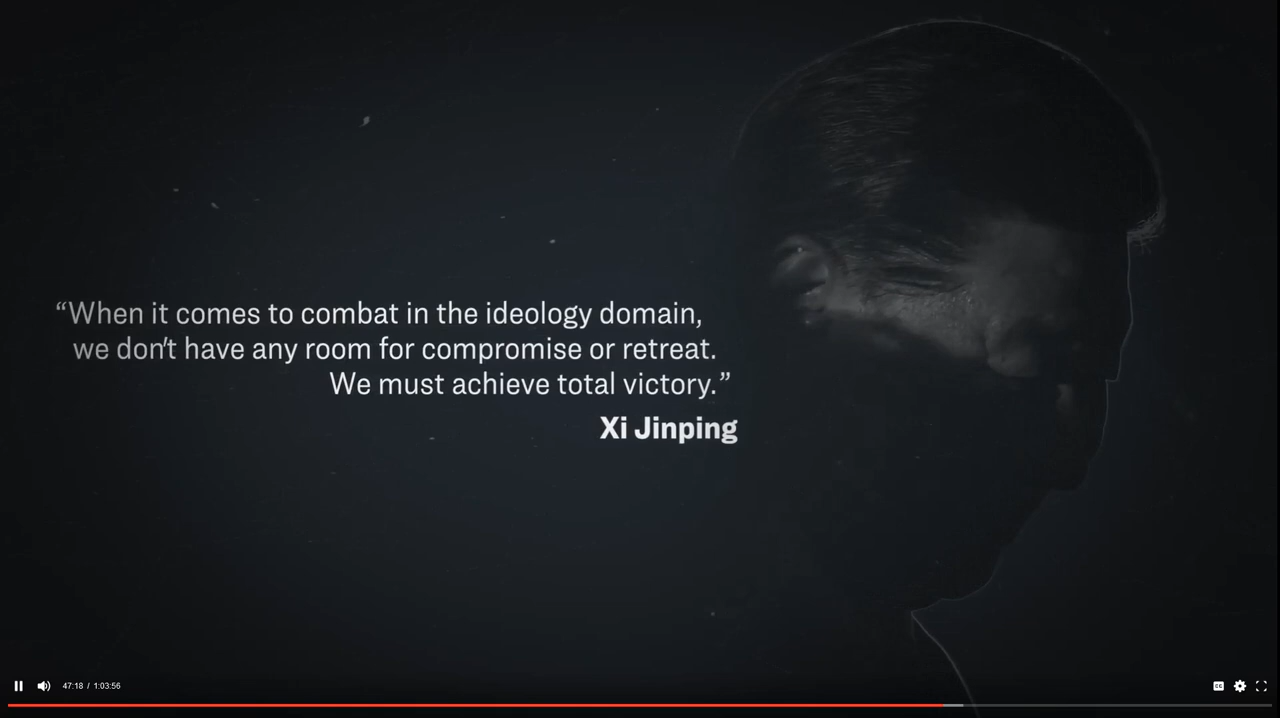 “When it comes to combat in the ideology domain,
we don't have any room for compromise or retreat.
We must achieve total victory.”
Xi Jinping
47:18 / 1:03:56
CC